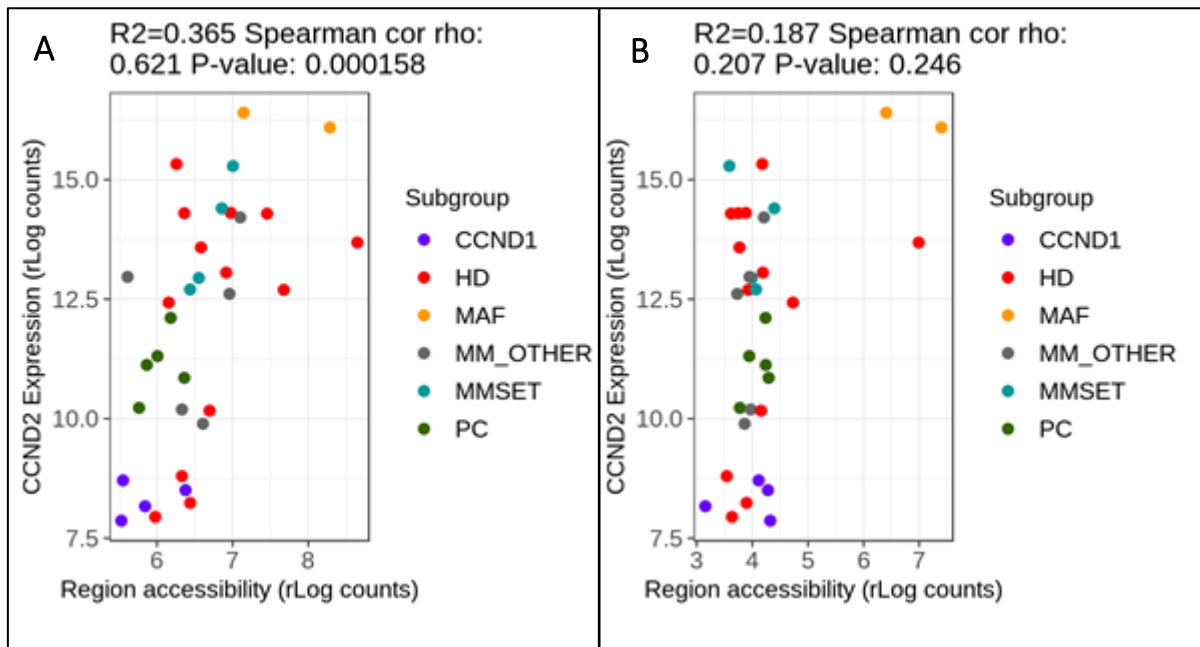 A
R2=0.365 Spearman cor rho:
0.621 P-value: 0.000158
CCND2 Expression (rLog counts)
15.0
12.5
10.0
7.5
6 7 8
Region accessibility (rLog counts)
Subgroup
CCND1
HD
MAF
MM_OTHER
MMSET
PC
B
R2=0.187 Spearman cor rho:
0.207 P-value: 0.246
CCND2 Expression (rLog counts)
15.0
12.5
10.0
7.5
3 4 5 6 7
Region accessibility (rLog counts)
Subgroup
CCND1
HD
MAF
MM_OTHER
MMSET
PC